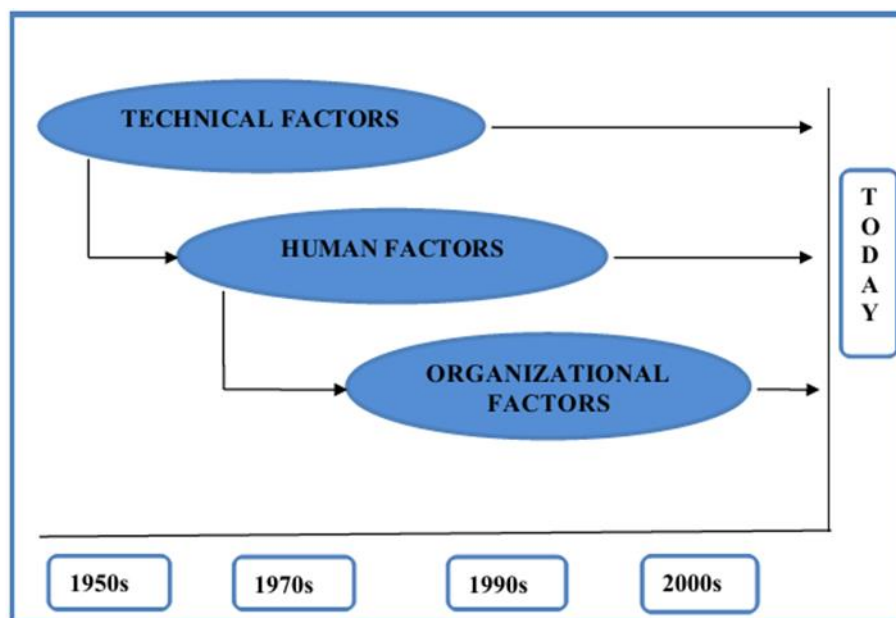 TECHNICAL FACTORS
HUMAN FACTORS
ORGANIZATIONAL
FACTORS
T
O
D
A
Y
1950s
1970s
1990s
2000s